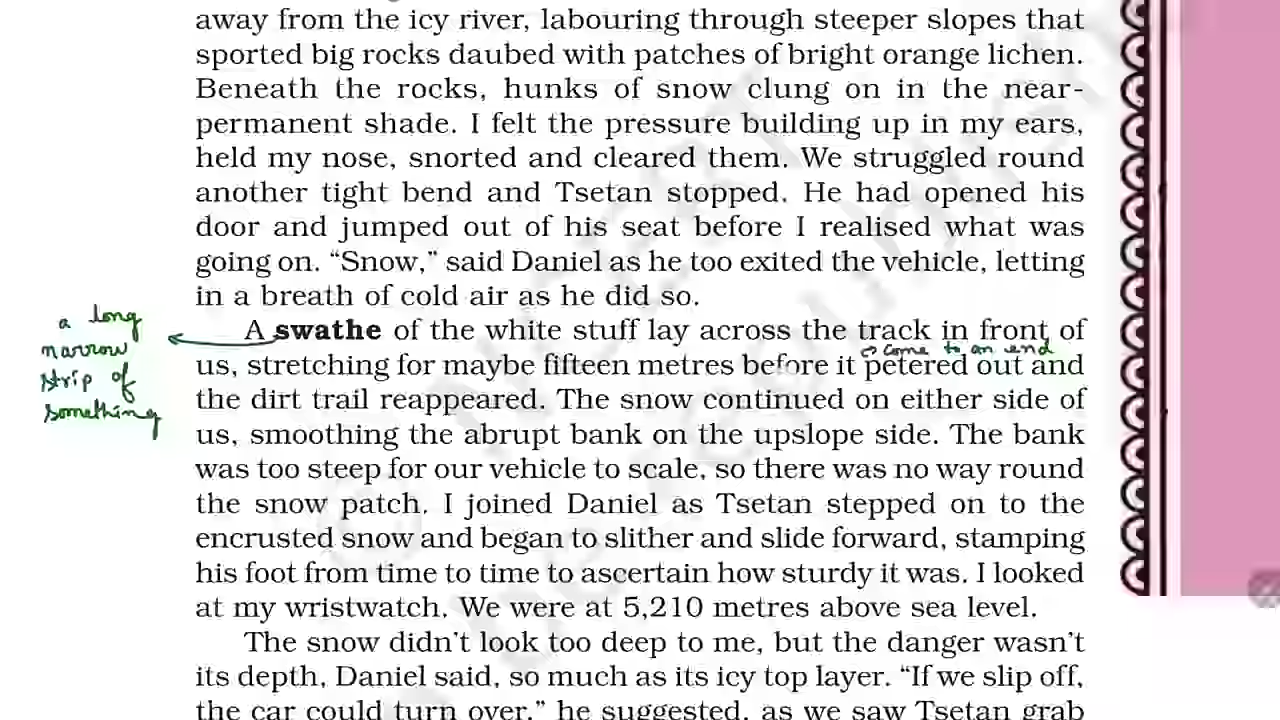 away from the icy river, labouring through steeper slopes that
sported big rocks daubed with patches of bright orange lichen.
Beneath the rocks, hunks of snow clung on in the near-
permanent shade. I felt the pressure building up in my ears,
held my nose, snorted and cleared them. We struggled round
another tight bend and Tsetan stopped. He had opened his
door and jumped out of his seat before I realised what was
going on. “Snow,” said Daniel as he too exited the vehicle, letting
in a breath of cold air as he did so.
a long
narrow
strip of
something
A swathe of the white stuff lay across the track in front of
come to an end
us, stretching for maybe fifteen metres before it petered out and
the dirt trail reappeared. The snow continued on either side of
us, smoothing the abrupt bank on the upslope side. The bank
was too steep for our vehicle to scale, so there was no way round
the snow patch. I joined Daniel as Tsetan stepped on to the
encrusted snow and began to slither and slide forward, stamping
his foot from time to time to ascertain how sturdy it was. I looked
at my wristwatch. We were at 5,210 metres above sea level.
The snow didn’t look too deep to me, but the danger wasn’t
its depth, Daniel said, so much as its icy top layer. “If we slip off,
the car could turn over,” he suggested, as we saw Tsetan grab